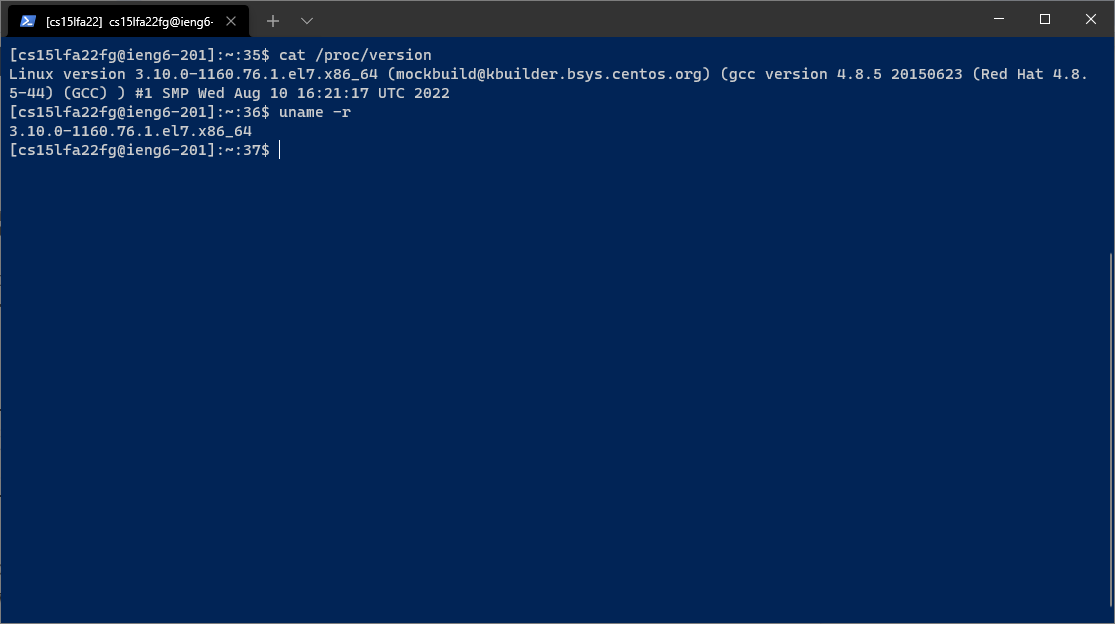 [cs15lfa22] cs15lfa22fg@ieng6-
[cs15lfa22fg@ieng6-201]:~:35$ cat /proc/version
Linux version 3.10.0-1160.76.1.el7.x86_64 (mockbuild@kbuilder.bsys.centos.org) (gcc version 4.8.5 20150623 (Red Hat 4.8.
5-44) (GCC) ) #1 SMP Wed Aug 10 16:21:17 UTC 2022
[cs15lfa22fg@ieng6-201]:~:36$ uname -r
3.10.0-1160.76.1.el7.x86_64
[cs15lfa22fg@ieng6-201]:~:37$